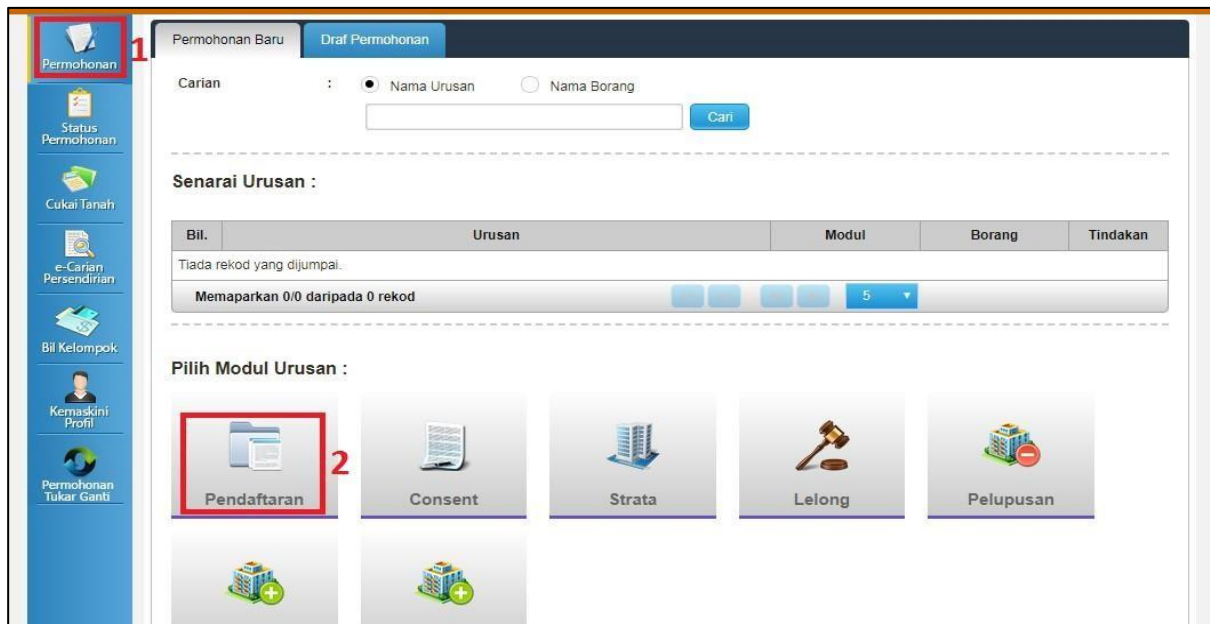 Permohonan
1
Status
Permohonan
Cukai Tanah
e-Carian
Persendirian
Bil Kelompok
Kemaskini
Profil
Permohonan
Tukar Ganti
Permohonan Baru Draf Permohonan
Carian : Nama Urusan Nama Borang
Cari
Senarai Urusan :
Bil. Urusan Modul Borang Tindakan
Tiada rekod yang dijumpai.
Memaparkan 0/0 daripada 0 rekod 5
Pilih Modul Urusan :
2
Pendaftaran Consent Strata Lelong Pelupusan